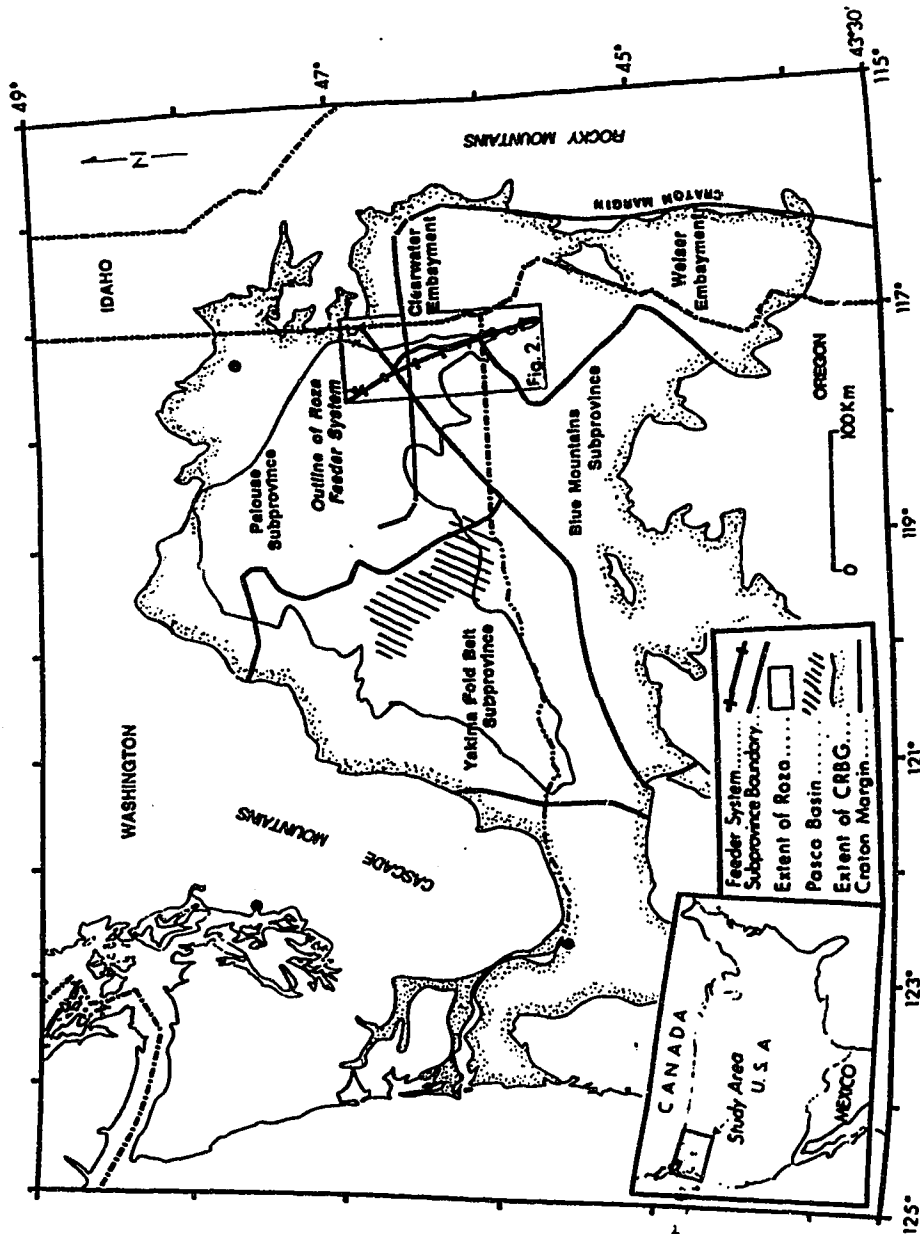 49°
47°
45°
43°30'
115°
117°
119°
121°
123°
125°
N
WASHINGTON
IDAHO
OREGON
CASCADE
MOUNTAINS
ROCKY MOUNTAINS
CRATON MARGIN
Palouse
Subprovince
Outline of Roza
Feeder System
Clearwater
Embayment
Fig. 2.
Weiser
Embayment
Yakima Fold Belt
Subprovince
Blue Mountains
Subprovince
0 100Km
Feeder System......
Subprovince Boundary..
Extent of Roza.....
Pasco Basin......
Extent of CRBG....
Craton Margin.....
CANADA
Study Area
U.S.A
MEXICO